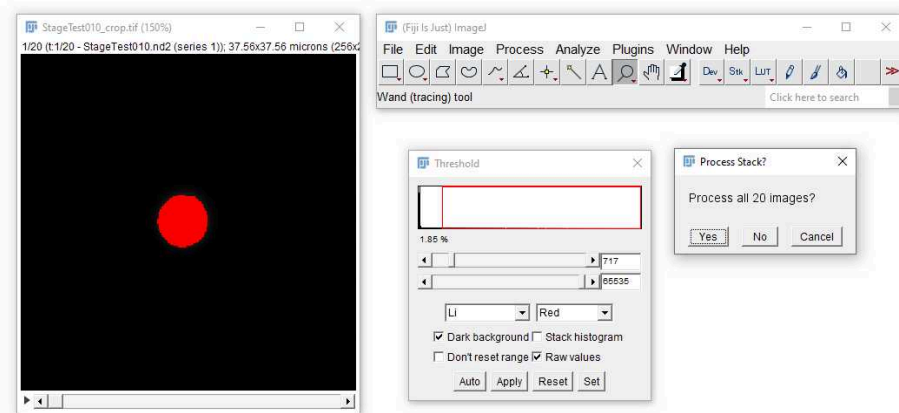 StageTest010_crop.tif (150%)
1/20 (t:1/20 - StageTest010.nd2 (series 1)); 37.56x37.56 microns (256x2
(Fiji Is Just) ImageJ
File Edit Image Process Analyze Plugins Window Help
A Dev Stk LUT
Wand (tracing) tool
Click here to search
Threshold
1.85 %
717
65535
Li Red
Dark background Stack histogram
Don't reset range Raw values
Auto Apply Reset Set
Process Stack?
Process all 20 images?
Yes No Cancel